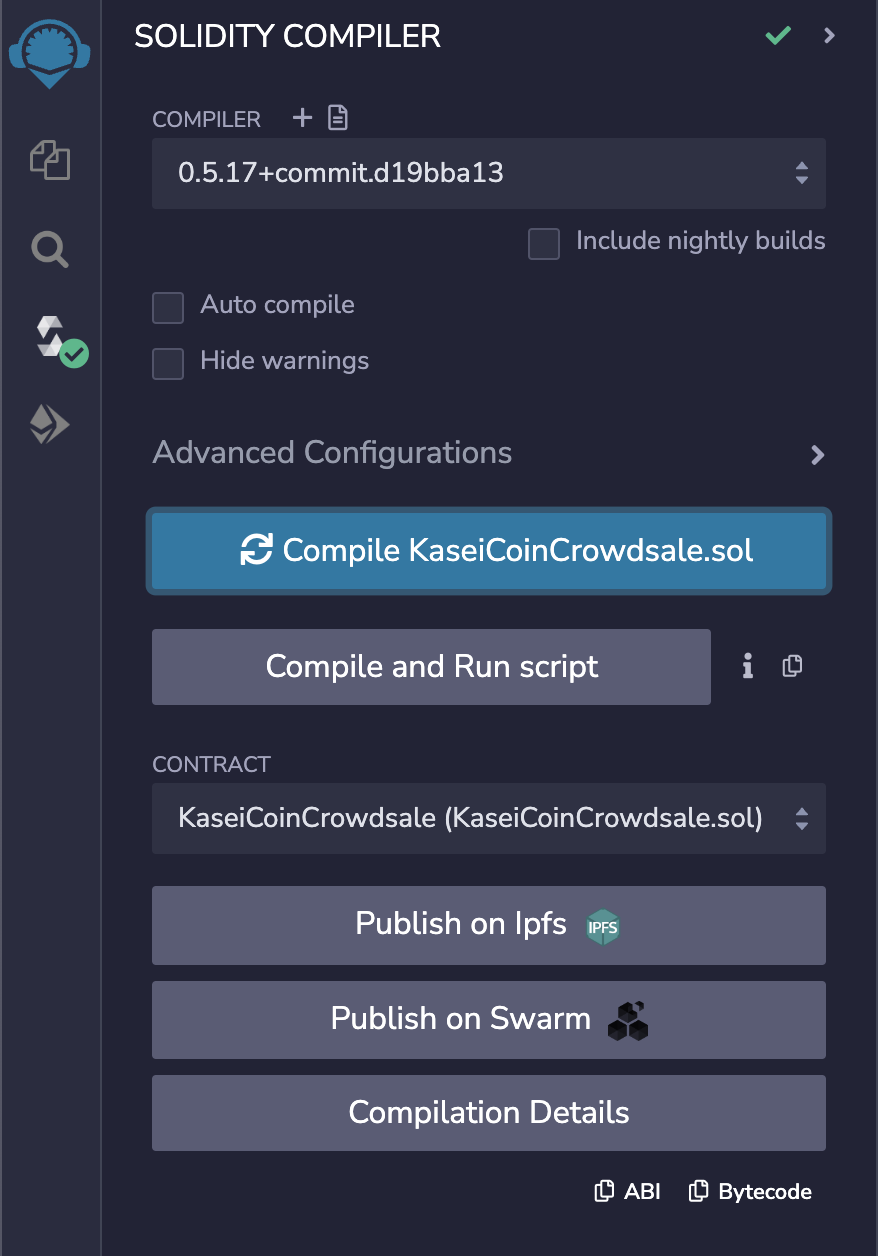 SOLIDITY COMPILER
COMPILER
0.5.17+commit.d19bba13
Include nightly builds
Auto compile
Hide warnings
Advanced Configurations
Compile KaseiCoinCrowdsale.sol
Compile and Run script
CONTRACT
KaseiCoinCrowdsale (KaseiCoinCrowdsale.sol)
Publish on Ipfs IPFS
Publish on Swarm
Compilation Details
ABI Bytecode